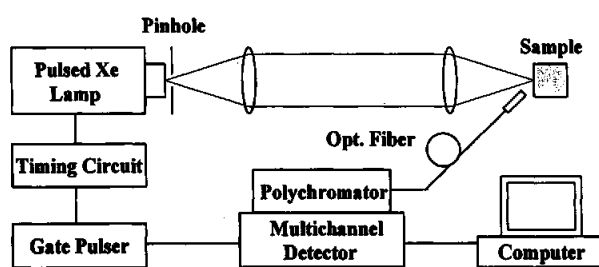 Pinhole
Sample
Pulsed Xe
Lamp
Opt. Fiber
Timing Circuit
Polychromator
Multichannel
Detector
Gate Pulser
Computer